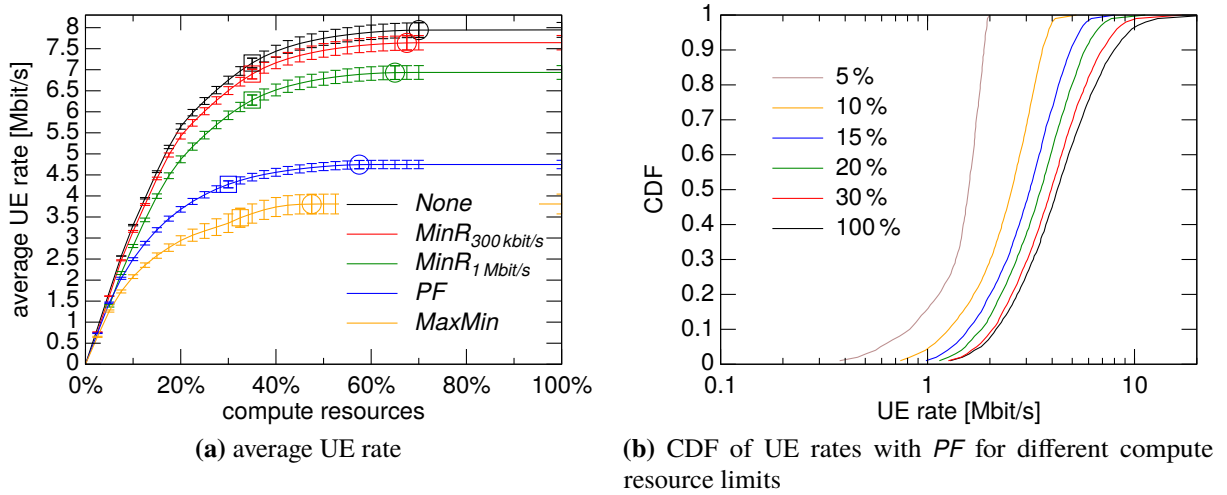 average UE rate [Mbit/s]
8
7.5
7
6.5
6
5.5
5
4.5
4
3.5
3
2.5
2
1.5
1
0.5
0
0% 20% 40% 60% 80% 100%
compute resources
None
MinR300 kbit/s
MinR1 Mbit/s
PF
MaxMin
(a) average UE rate
CDF
1
0.9
0.8
0.7
0.6
0.5
0.4
0.3
0.2
0.1
0
5 %
10 %
15 %
20 %
30 %
100 %
0.1 1 10
UE rate [Mbit/s]
(b) CDF of UE rates with PF for different compute
resource limits